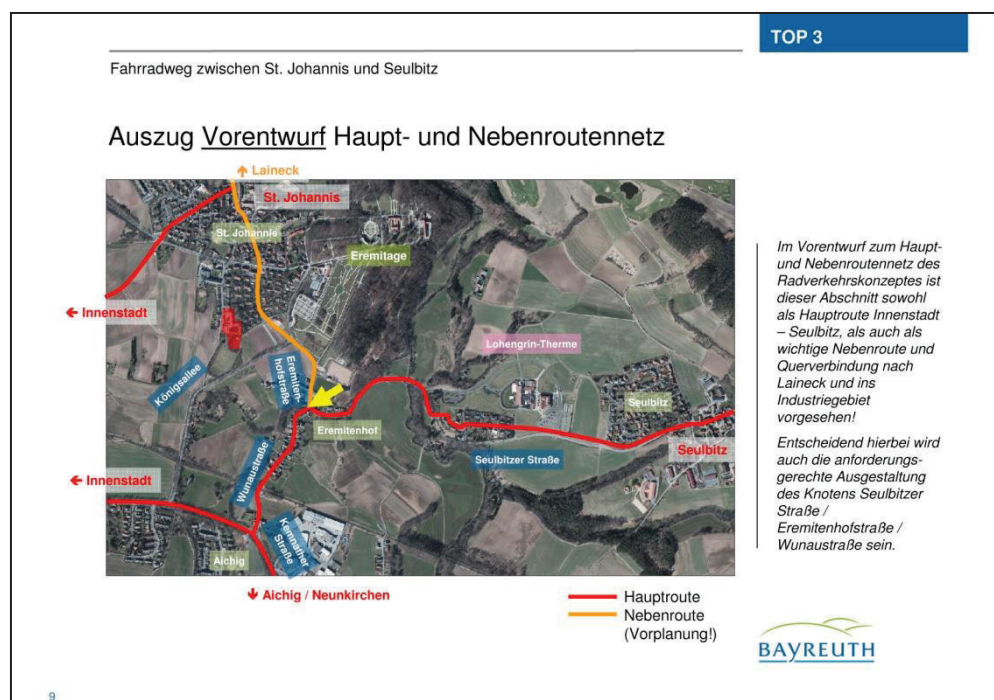 TOP 3
Fahrradweg zwischen St. Johannis und Seulbitz
Auszug Vorentwurf Haupt- und Nebenroutennetz
↑ Laineck
St. Johannis
St. Johannis
Eremitage
← Innenstadt
Lohengrin-Therme
Königsallee
Eremiten-
hofstraße
Seulbitz
Eremitenhof
Seulbitz
Seulbitzer Straße
Wunaustraße
← Innenstadt
Kemnather
Straße
Aichig
↓ Aichig / Neunkirchen
Im Vorentwurf zum Haupt-
und Nebenroutennetz des
Radverkehrskonzeptes ist
dieser Abschnitt sowohl
als Hauptroute Innenstadt
– Seulbitz, als auch als
wichtige Nebenroute und
Querverbindung nach
Laineck und ins
Industriegebiet
vorgesehen!
Entscheidend hierbei wird
auch die anforderungs-
gerechte Ausgestaltung
des Knotens Seulbitzer
Straße /
Eremitenhofstraße /
Wunaustraße sein.
Hauptroute
Nebenroute
(Vorplanung!)
BAYREUTH
9